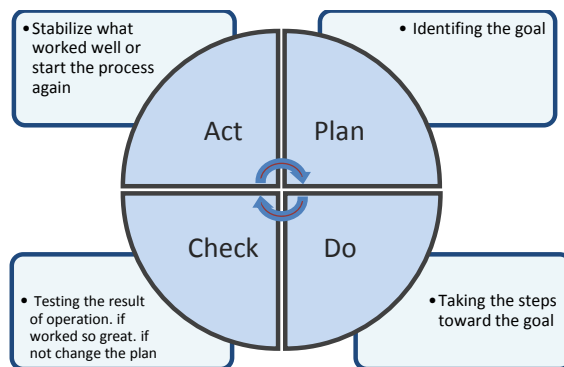 •Stabilize what
worked well or
start the process
again
• Identifing the goal
Act
Plan
Check
Do
• Testing the result
of operation. if
worked so great. if
not change the plan
•Taking the steps
toward the goal